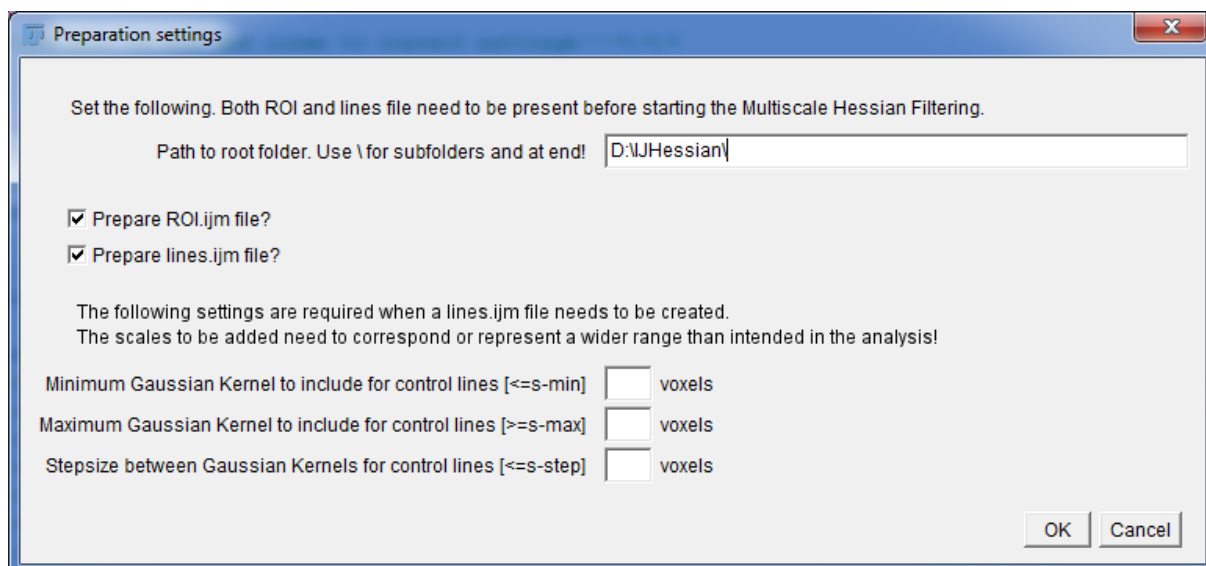 Preparation settings
Set the following. Both ROI and lines file need to be present before starting the Multiscale Hessian Filtering.
Path to root folder. Use \ for subfolders and at end! D:\IJHessian\
Prepare ROI.ijm file?
Prepare lines.ijm file?
The following settings are required when a lines.ijm file needs to be created.
The scales to be added need to correspond or represent a wider range than intended in the analysis!
Minimum Gaussian Kernel to include for control lines [<=s-min] voxels
Maximum Gaussian Kernel to include for control lines [>=s-max] voxels
Stepsize between Gaussian Kernels for control lines [<=s-step] voxels
OK Cancel